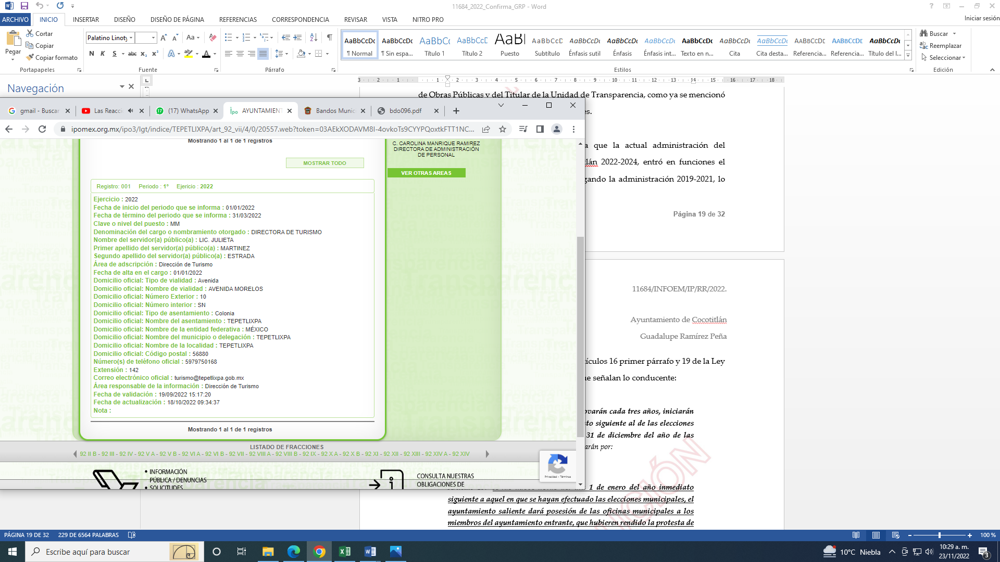 11684_2022_Confirma_GRP - Word
ARCHIVO INICIO INSERTAR DISEÑO DISEÑO DE PÁGINA REFERENCIAS CORRESPONDENCIA REVISAR VISTA NITRO PRO
Iniciar sesión
Pegar
Cortar
Copiar
Copiar formato
Portapapeles
Palatino Linoty
Fuente
Párrafo
AaBbCcDc ¶ Normal
AaBbCcDc ¶ Sin espa...
AaBbCc Título 1
AaBbCcD Título 2
AaBl Puesto
AaBbCcD Subtítulo
AaBbCcDc Énfasis sutil
AaBbCcDc Énfasis
AaBbCcDc Énfasis int...
AaBbCcDc Texto en n...
AaBbCcDc Cita
AaBbCcDc Cita desta...
AaBbCcDc Referencia...
AaBbCcDc Referencia...
AaBbCcDc Título del l...
Estilos
Buscar
Reemplazar
Seleccionar
Edición
Navegación
3 2 1 1 2 3 4 5 6 7 8 9 10 11 12 13 14 15 16 17 18
de Obras Públicas y del Titular de la Unidad de Transparencia, como ya se mencionó
es.
a que la actual administración del
tlán 2022-2024, entró en funciones el
gando la administración 2019-2021, lo
Página 19 de 32
11684/INFOEM/IP/RR/2022.
Ayuntamiento de Cocotitlán
Guadalupe Ramírez Peña
tículos 16 primer párrafo y 19 de la Ley
ue señalan lo conducente:
ovarán cada tres años, iniciarán
to siguiente al de las elecciones
31 de diciembre del año de las
arán por:
1 de enero del año inmediato
siguiente a aquel en que se hayan efectuado las elecciones municipales, el
ayuntamiento saliente dará posesión de las oficinas municipales a los
miembros del ayuntamiento entrante, que hubieren rendido la protesta de
gmail - Buscar
Las Reacci
(17) WhatsApp
AYUNTAMIENT
Bandos Munic
bdo096.pdf
ipomex.org.mx/ipo3/lgt/indice/TEPETLIXPA/art_92_vii/4/0/20557.web?token=03AEkXODAVM8I-4ovkoTs9CYYPQoxtkFTT1NC...
Mostrando 1 al 1 de 1 registros
MOSTRAR TODO
C. CAROLINA MANRIQUE RAMIREZ
DIRECTORA DE ADMINISTRACIÓN
DE PERSONAL
VER OTRAS AREAS
Registro: 001 Periodo : 1º Ejericio : 2022
Ejercicio : 2022
Fecha de inicio del periodo que se informa : 01/01/2022
Fecha de término del periodo que se informa : 31/03/2022
Clave o nivel del puesto : MM
Denominación del cargo o nombramiento otorgado : DIRECTORA DE TURISMO
Nombre del servidor(a) público(a) : LIC. JULIETA
Primer apellido del servidor(a) público(a) : MARTINEZ
Segundo apellido del servidor(a) público(a) : ESTRADA
Área de adscripción : Dirección de Turismo
Fecha de alta en el cargo : 01/01/2022
Domicilio oficial: Tipo de vialidad : Avenida
Domicilio oficial: Nombre de vialidad : AVENIDA MORELOS
Domicilio oficial: Número Exterior : 10
Domicilio oficial: Número interior : SN
Domicilio oficial: Tipo de asentamiento : Colonia
Domicilio oficial: Nombre del asentamiento : TEPETLIXPA
Domicilio oficial: Nombre de la entidad federativa : MÉXICO
Domicilio oficial: Nombre del municipio o delegación : TEPETLIXPA
Domicilio oficial: Nombre de la localidad : TEPETLIXPA
Domicilio oficial: Código postal : 56880
Número(s) de teléfono oficial : 5979750168
Extensión : 142
Correo electrónico oficial : turismo@tepetlixpa.gob.mx
Área responsable de la información : Dirección de Turismo
Fecha de validación : 19/09/2022 15:17:20
Fecha de actualización : 18/10/2022 09:34:37
Nota :
Mostrando 1 al 1 de 1 registros
LISTADO DE FRACCIONES
92 II B - 92 III - 92 IV - 92 V A - 92 V B - 92 VI A - 92 VI B - 92 VII - 92 VIII A - 92 VIII B - 92 IX - 92 X A - 92 X B - 92 XI - 92 XII - 92 XIII - 92 XIV A - 92 XIV
• INFORMACIÓN
PÚBLICA / DENUNCIAS
• SOLICITUDES
CONSULTA NUESTRAS
OBLIGACIONES DE
Privacidad - Términos
PÁGINA 19 DE 32 229 DE 6564 PALABRAS
100 %
Escribe aquí para buscar
10°C Niebla
10:29 a. m.
23/11/2022
3